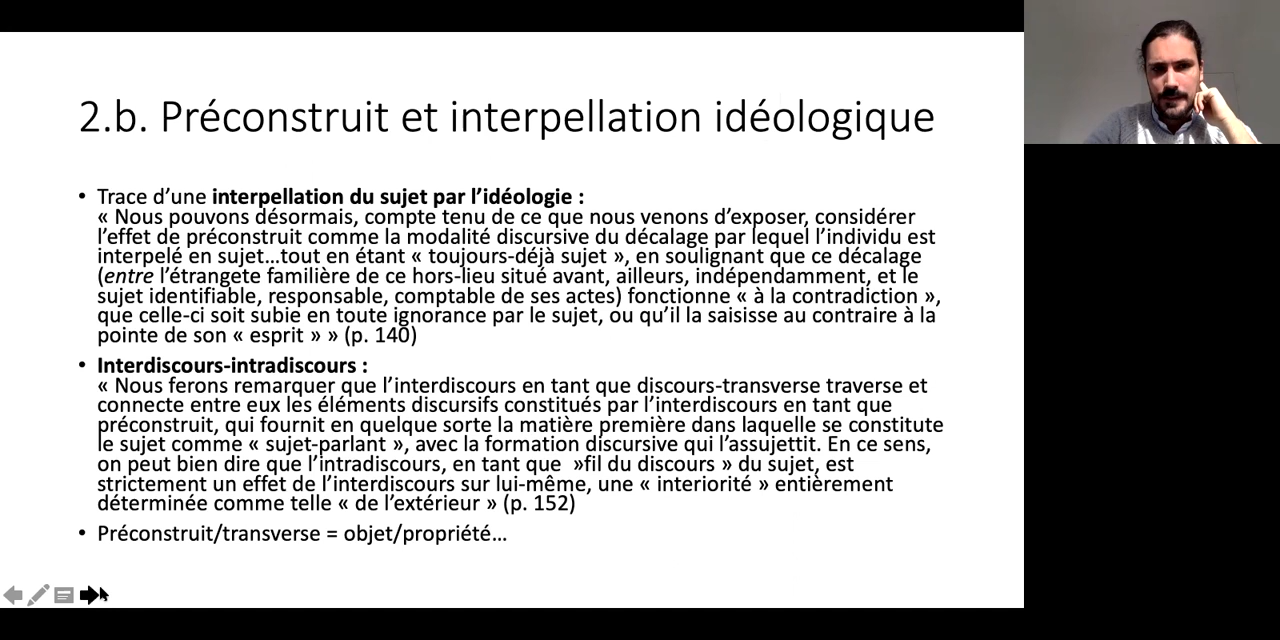 2.b. Préconstruit et interpellation idéologique
• Trace d’une interpellation du sujet par l’idéologie :
« Nous pouvons désormais, compte tenu de ce que nous venons d’exposer, considérer
l’effet de préconstruit comme la modalité discursive du décalage par lequel l’individu est
interpelé en sujet…tout en étant « toujours-déjà sujet », en soulignant que ce décalage
(entre l’étrangete familière de ce hors-lieu situé avant, ailleurs, indépendamment, et le
sujet identifiable, responsable, comptable de ses actes) fonctionne « à la contradiction »,
que celle-ci soit subie en toute ignorance par le sujet, ou qu’il la saisisse au contraire à la
pointe de son « esprit » » (p. 140)
• Interdiscours-intradiscours :
« Nous ferons remarquer que l’interdiscours en tant que discours-transverse traverse et
connecte entre eux les éléments discursifs constitués par l’interdiscours en tant que
préconstruit, qui fournit en quelque sorte la matière première dans laquelle se constitute
le sujet comme « sujet-parlant », avec la formation discursive qui l’assujettit. En ce sens,
on peut bien dire que l’intradiscours, en tant que »fil du discours » du sujet, est
strictement un effet de l’interdiscours sur lui-même, une « interiorité » entièrement
déterminée comme telle « de l’extérieur » (p. 152)
• Préconstruit/transverse = objet/propriété…